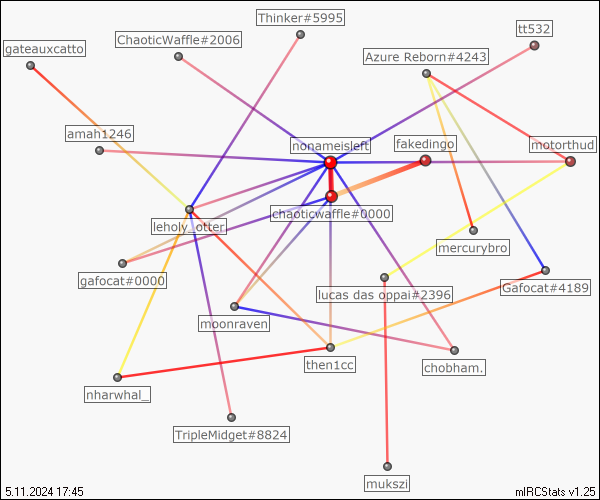 Thinker#5995
tt532
ChaoticWaffle#2006
gateauxcatto
Azure Reborn#4243
amah1246
nonameisleft
fakedingo
motorthud
chaoticwaffle#0000
leholy_otter
mercurybro
gafocat#0000
lucas das oppai#2396
Gafocat#4189
moonraven
then1cc
chobham.
nharwhal_
TripleMidget#8824
mukszi
5.11.2024 17:45
mIRCStats v1.25